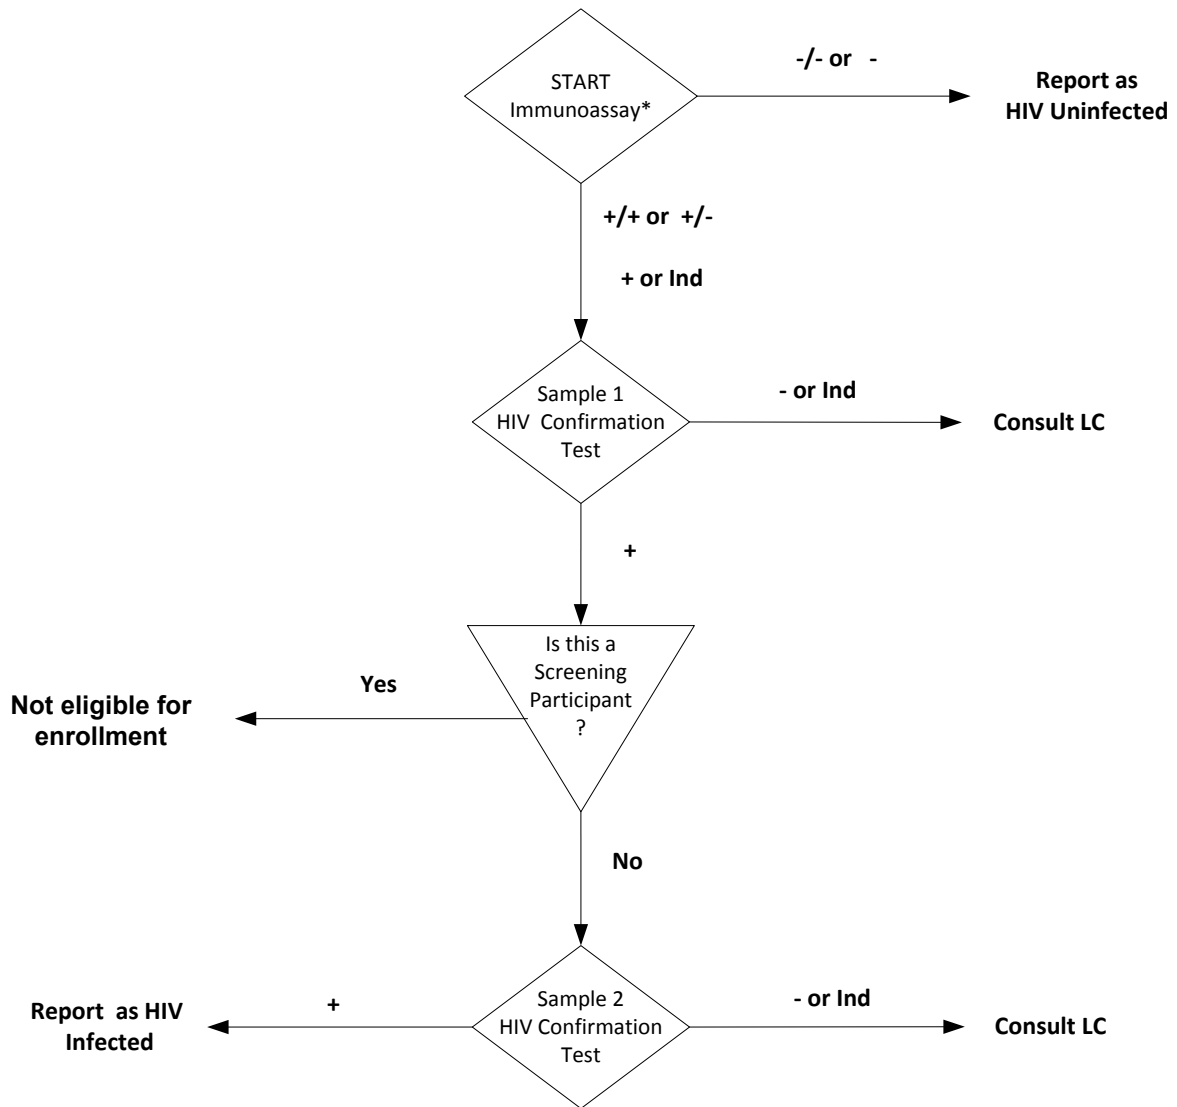 START
Immunoassay*
-/- or -
Report as
HIV Uninfected
+/+ or +/-
+ or Ind
Sample 1
HIV Confirmation
Test
- or Ind
Consult LC
+
Is this a
Screening
Participant
?
Yes
Not eligible for
enrollment
No
Sample 2
HIV Confirmation
Test
+
Report as HIV
Infected
- or Ind
Consult LC